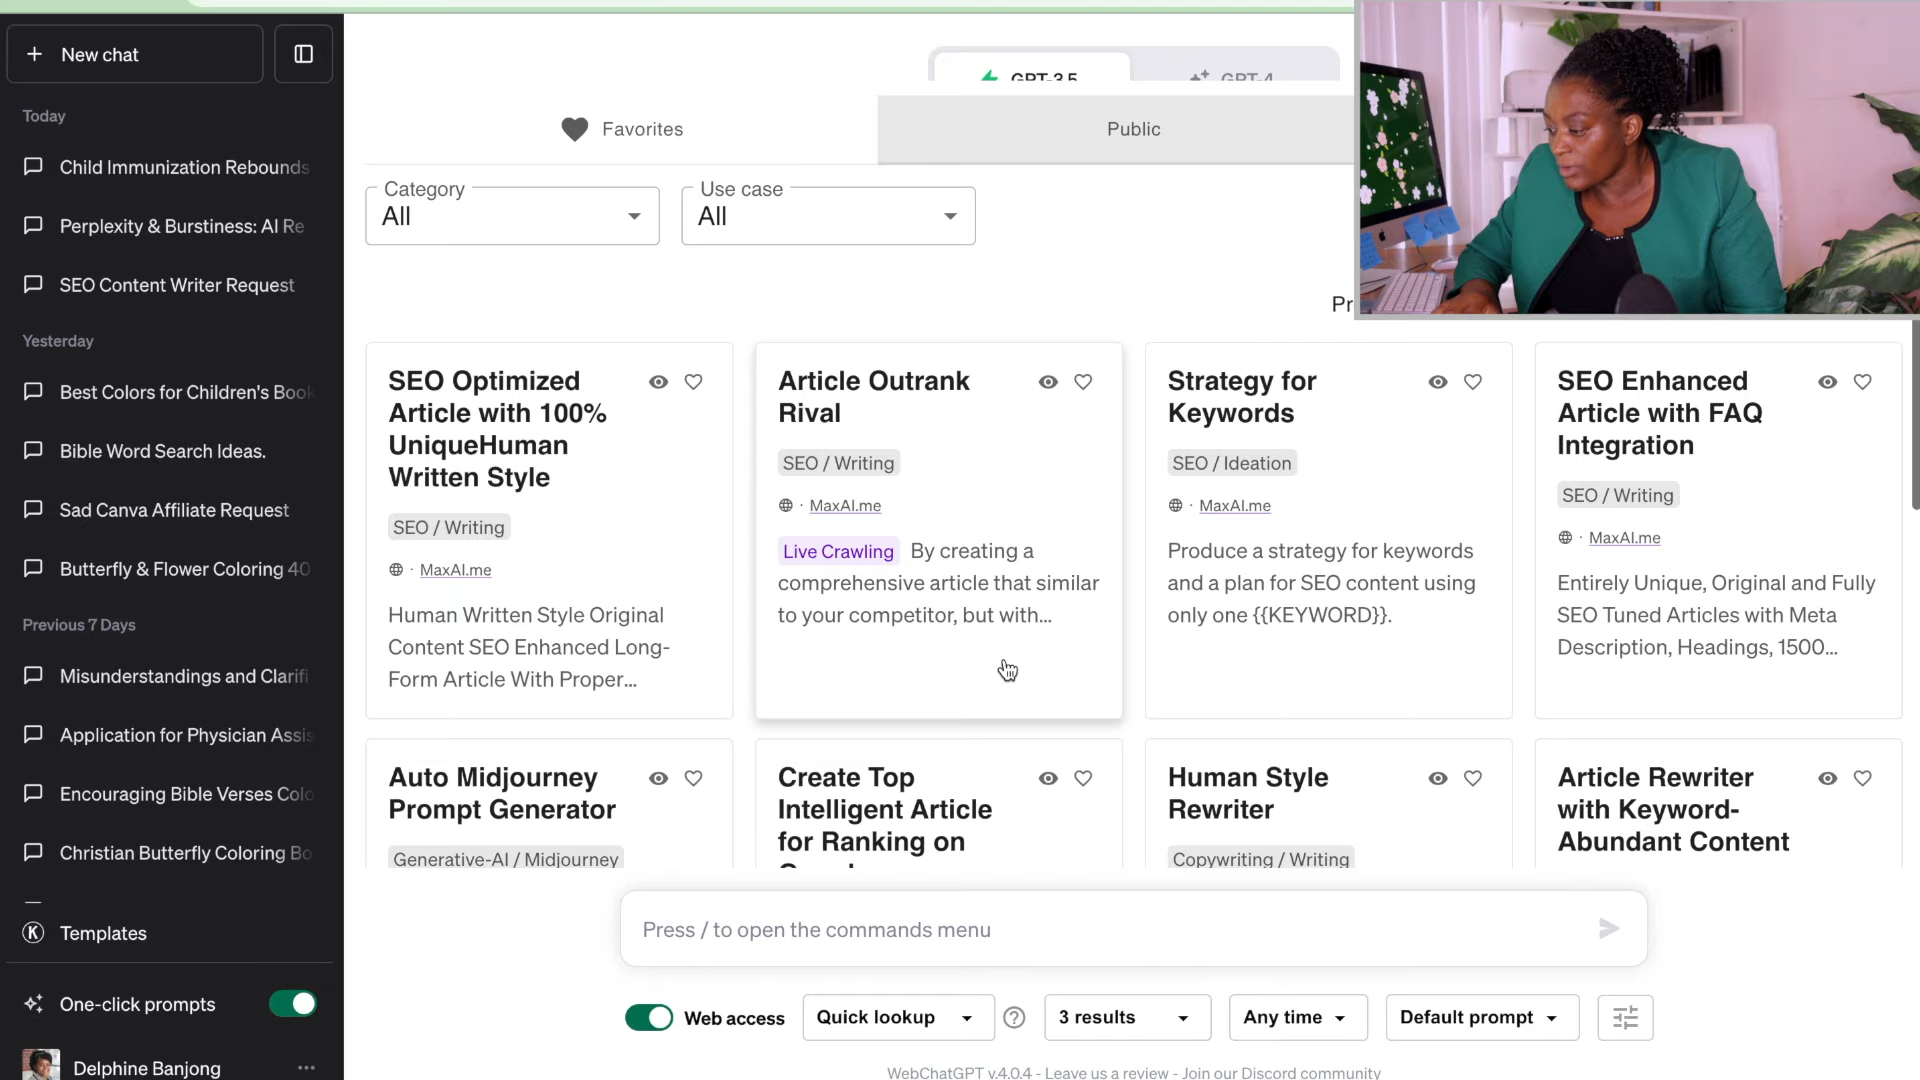 New chat
Today
Child Immunization Rebounds
Perplexity & Burstiness: AI Re
SEO Content Writer Request
Yesterday
Best Colors for Children's Book
Bible Word Search Ideas.
Sad Canva Affiliate Request
Butterfly & Flower Coloring 40
Previous 7 Days
Misunderstandings and Clarifi
Application for Physician Assis
Encouraging Bible Verses Colo
Christian Butterfly Coloring Bo
Templates
One-click prompts
Delphine Banjong
GPT-3.5
GPT-4
Favorites
Public
Category
All
Use case
All
Pr
SEO Optimized
Article with 100%
UniqueHuman
Written Style
SEO / Writing
· MaxAI.me
Human Written Style Original
Content SEO Enhanced Long-
Form Article With Proper...
Article Outrank
Rival
SEO / Writing
· MaxAI.me
Live Crawling By creating a
comprehensive article that similar
to your competitor, but with...
Strategy for
Keywords
SEO / Ideation
· MaxAI.me
Produce a strategy for keywords
and a plan for SEO content using
only one {{KEYWORD}}.
SEO Enhanced
Article with FAQ
Integration
SEO / Writing
· MaxAI.me
Entirely Unique, Original and Fully
SEO Tuned Articles with Meta
Description, Headings, 1500...
Auto Midjourney
Prompt Generator
Generative-AI / Midjourney
Create Top
Intelligent Article
for Ranking on
Human Style
Rewriter
Copywriting / Writing
Article Rewriter
with Keyword-
Abundant Content
Press / to open the commands menu
Web access
Quick lookup
3 results
Any time
Default prompt
WebChatGPT v.4.0.4 - Leave us a review - Join our Discord community